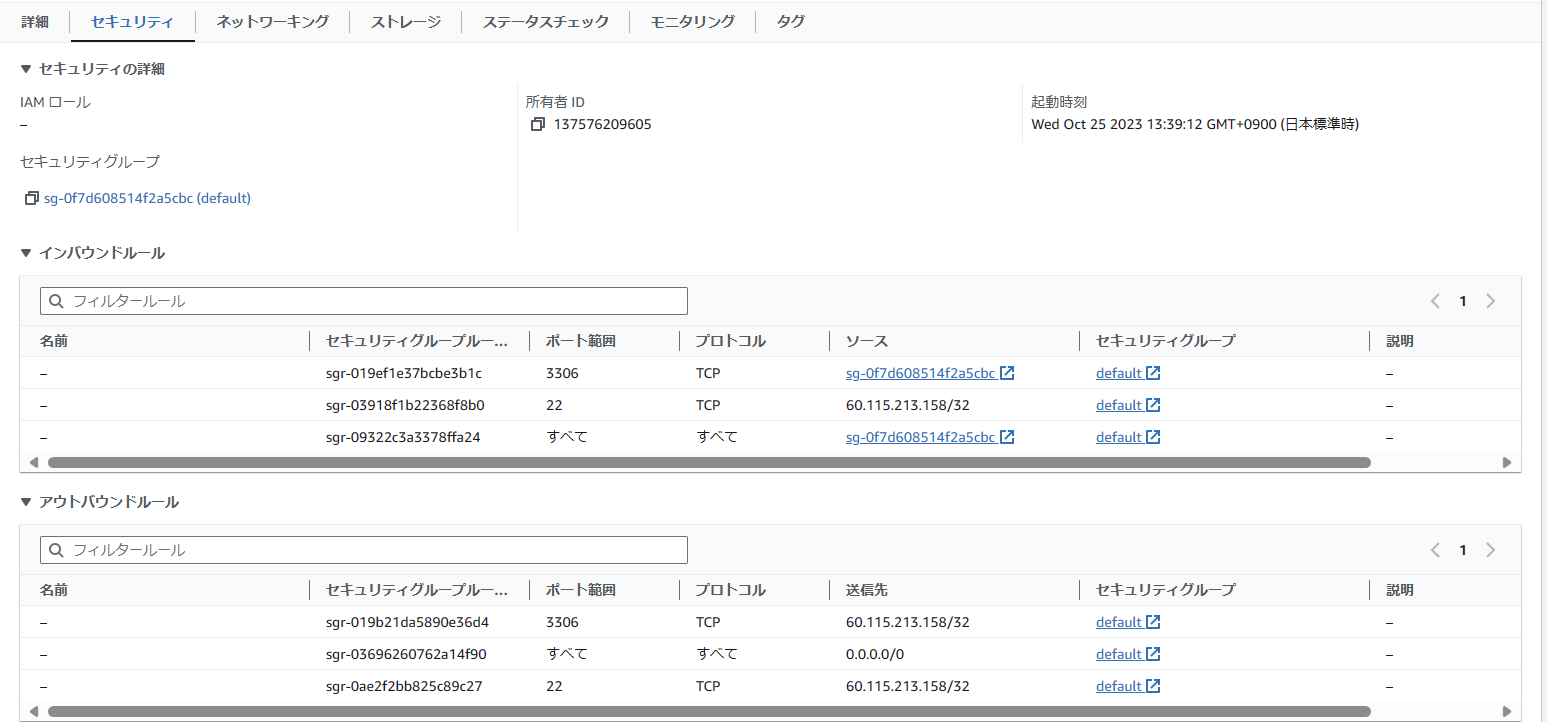 詳細 セキュリティ ネットワーキング ストレージ ステータスチェック モニタリング タグ
▼ セキュリティの詳細
IAM ロール
–
所有者 ID
137576209605
起動時刻
Wed Oct 25 2023 13:39:12 GMT+0900 (日本標準時)
セキュリティグループ
sg-0f7d608514f2a5cbc (default)
▼ インバウンドルール
フィルタールール 1
名前 セキュリティグループルー... ポート範囲 プロトコル ソース セキュリティグループ 説明
– sgr-019ef1e37bcbe3b1c 3306 TCP sg-0f7d608514f2a5cbc default –
– sgr-03918f1b22368f8b0 22 TCP 60.115.213.158/32 default –
– sgr-09322c3a3378ffa24 すべて すべて sg-0f7d608514f2a5cbc default –
▼ アウトバウンドルール
フィルタールール 1
名前 セキュリティグループルー... ポート範囲 プロトコル 送信先 セキュリティグループ 説明
– sgr-019b21da5890e36d4 3306 TCP 60.115.213.158/32 default –
– sgr-03696260762a14f90 すべて すべて 0.0.0.0/0 default –
– sgr-0ae2f2bb825c89c27 22 TCP 60.115.213.158/32 default –